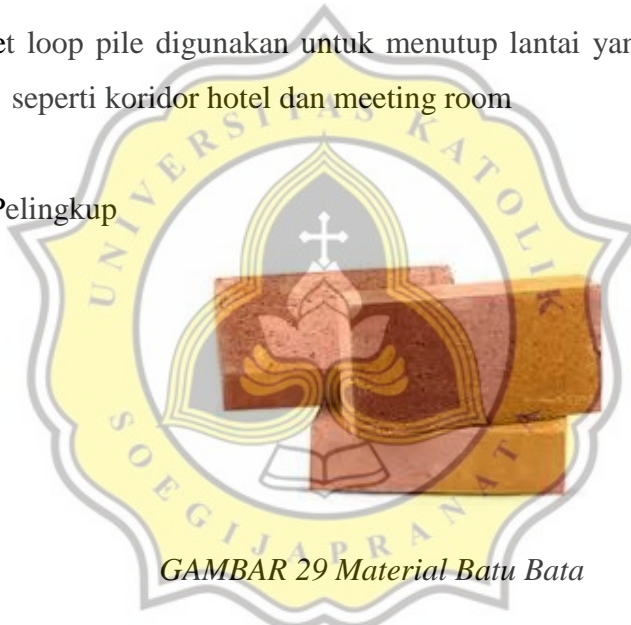 et loop pile digunakan untuk menutup lantai yan
seperti koridor hotel dan meeting room
Pelingkup
UNIVERSITAS KATOLIK
SOEGIJAPRANATA
GAMBAR 29 Material Batu Bata